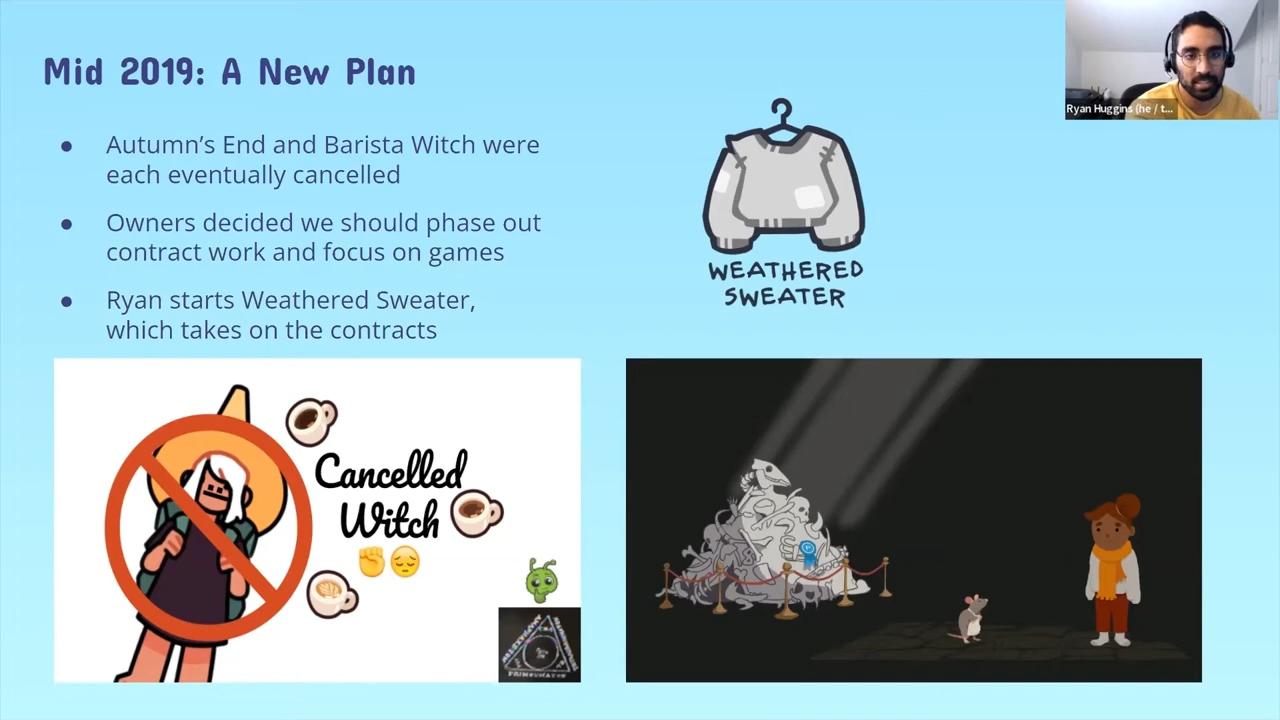 Mid 2019: A New Plan
Ryan Huggins (he / t...
● Autumn's End and Barista Witch were
each eventually cancelled
● Owners decided we should phase out
contract work and focus on games
● Ryan starts Weathered Sweater,
which takes on the contracts
WEATHERED
SWEATER
Cancelled
Witch